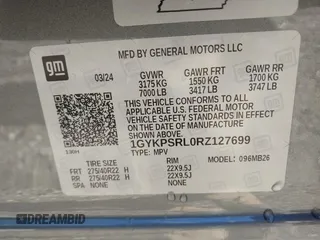 MFD BY GENERAL MOTORS LLC
gm
03/24
GVWR GAWR FRT GAWR RR
3175 KG 1550 KG 1700 KG
7000 LB 3417 LB 3747 LB
THIS VEHICLE CONFORMS TO ALL
APPLICABLE U.S. FEDERAL MOTOR
VEHICLE SAFETY STANDARDS IN
EFFECT ON THE DATE OF MANUFACTURE
SHOWN ABOVE.
1GYKPSRL0RZ127699
TYPE: MPV MODEL: 096MB26
TIRE SIZE RIM
FRT 275/40R22 H 22X9.5J
RR 275/40R22 H 22X9.5J
SPA NONE NONE
DREAMBID